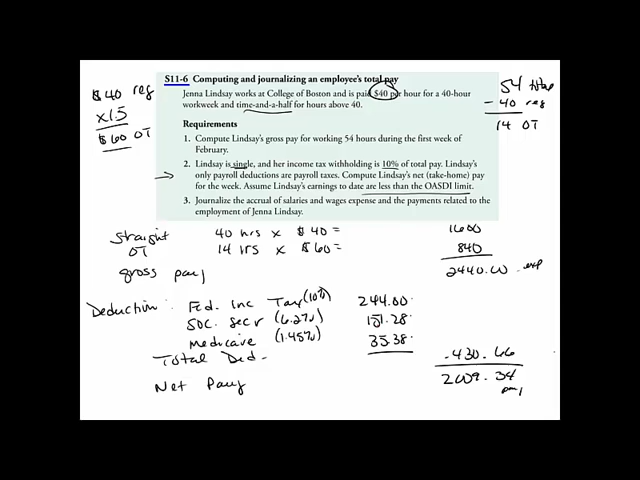 S11-6 Computing and journalizing an employee's total pay
Jenna Lindsay works at College of Boston and is paid $40 per hour for a 40-hour
workweek and time-and-a-half for hours above 40.
Requirements
1. Compute Lindsay's gross pay for working 54 hours during the first week of
February.
2. Lindsay is single, and her income tax withholding is 10% of total pay. Lindsay's
only payroll deductions are payroll taxes. Compute Lindsay's net (take-home) pay
for the week. Assume Lindsay's earnings to date are less than the OASDI limit.
3. Journalize the accrual of salaries and wages expense and the payments related to
the employment of Jenna Lindsay.
$40 reg
x1.5
$60 OT
54
- 40 reg
14 OT
straight 40 hrs x $40 = 1600
OT 14 hrs x $60 = 840
gross pay 2440.00 exp
Deduction: Fed. Inc Tax (10%) 244.00
Soc. Secr (6.2%) 151.28
Medicare (1.45%) 35.38
Total Ded. -430.66
Net Pay 2009.34
pay